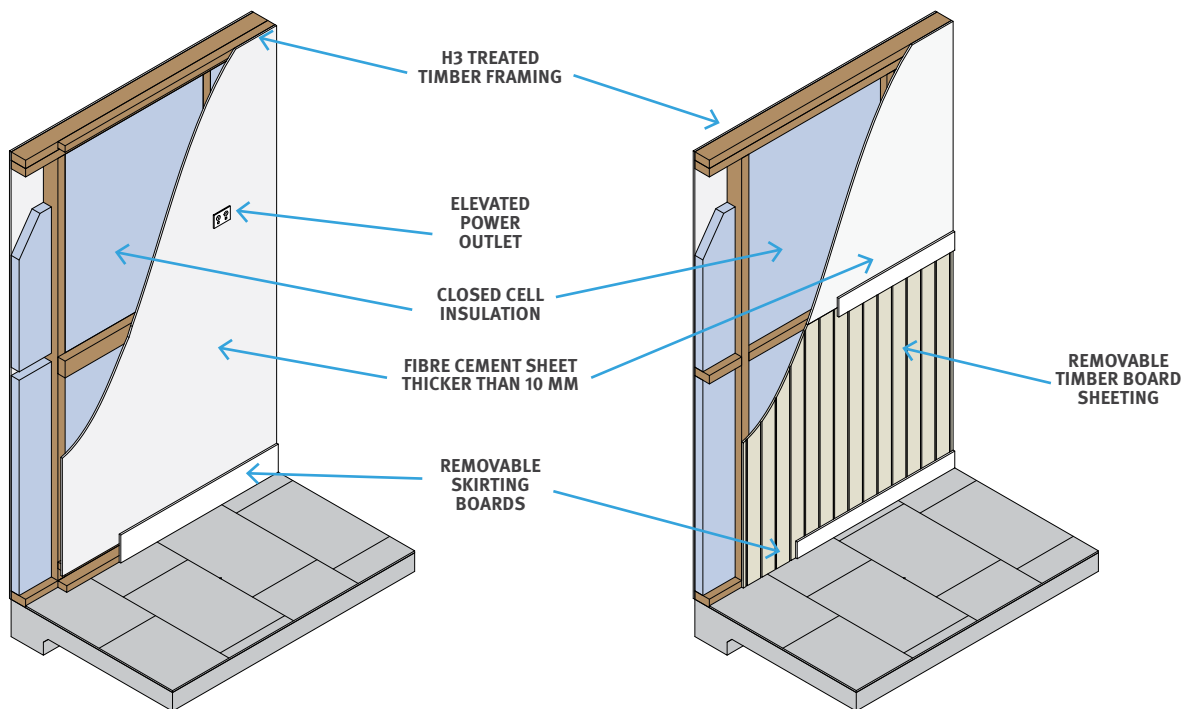 H3 TREATED
TIMBER FRAMING
ELEVATED
POWER
OUTLET
CLOSED CELL
INSULATION
FIBRE CEMENT SHEET
THICKER THAN 10 MM
REMOVABLE
TIMBER BOARD
SHEETING
REMOVABLE
SKIRTING
BOARDS